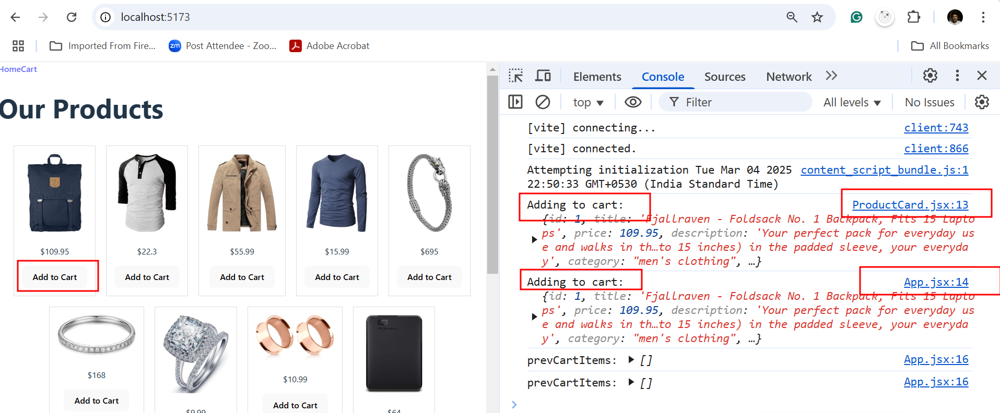 localhost:5173
Imported From Fire...
zm
Post Attendee - Zoo...
Adobe Acrobat
All Bookmarks
HomeCart
Our Products
$109.95
$22.3
$55.99
$15.99
$695
Add to Cart
Add to Cart
Add to Cart
Add to Cart
Add to Cart
$168
$9.99
$10.99
$64
Add to Cart
Add to Cart
Elements
Console
Sources
Network
top
Filter
All levels
No Issues
[vite] connecting...
client:743
[vite] connected.
client:866
Attempting initialization Tue Mar 04 2025
content_script_bundle.js:1
22:50:33 GMT+0530 (India Standard Time)
Adding to cart:
ProductCard.jsx:13
{id: 1, title: 'Fjallraven - Foldsack No. 1 Backpack, Fits 15 Lapto
ps', price: 109.95, description: 'Your perfect pack for everyday us
e and walks in th…to 15 inches) in the padded sleeve, your everyda
y', category: "men's clothing", …}
Adding to cart:
App.jsx:14
{id: 1, title: 'Fjallraven - Foldsack No. 1 Backpack, Fits 15 Lapto
ps', price: 109.95, description: 'Your perfect pack for everyday us
e and walks in th…to 15 inches) in the padded sleeve, your everyda
y', category: "men's clothing", …}
prevCartItems: ▶ []
App.jsx:16
prevCartItems: ▶ []
App.jsx:16